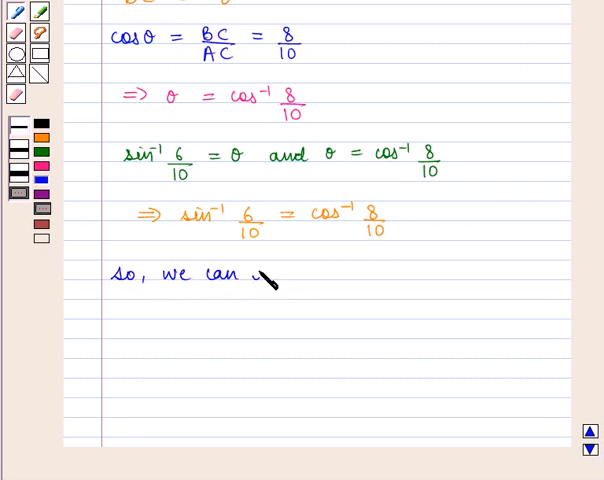 cosθ = BC/AC = 8/10
⇒ θ = cos⁻¹ 8/10
sin⁻¹ 6/10 = θ and θ = cos⁻¹ 8/10
⇒ sin⁻¹ 6/10 = cos⁻¹ 8/10
so, we can